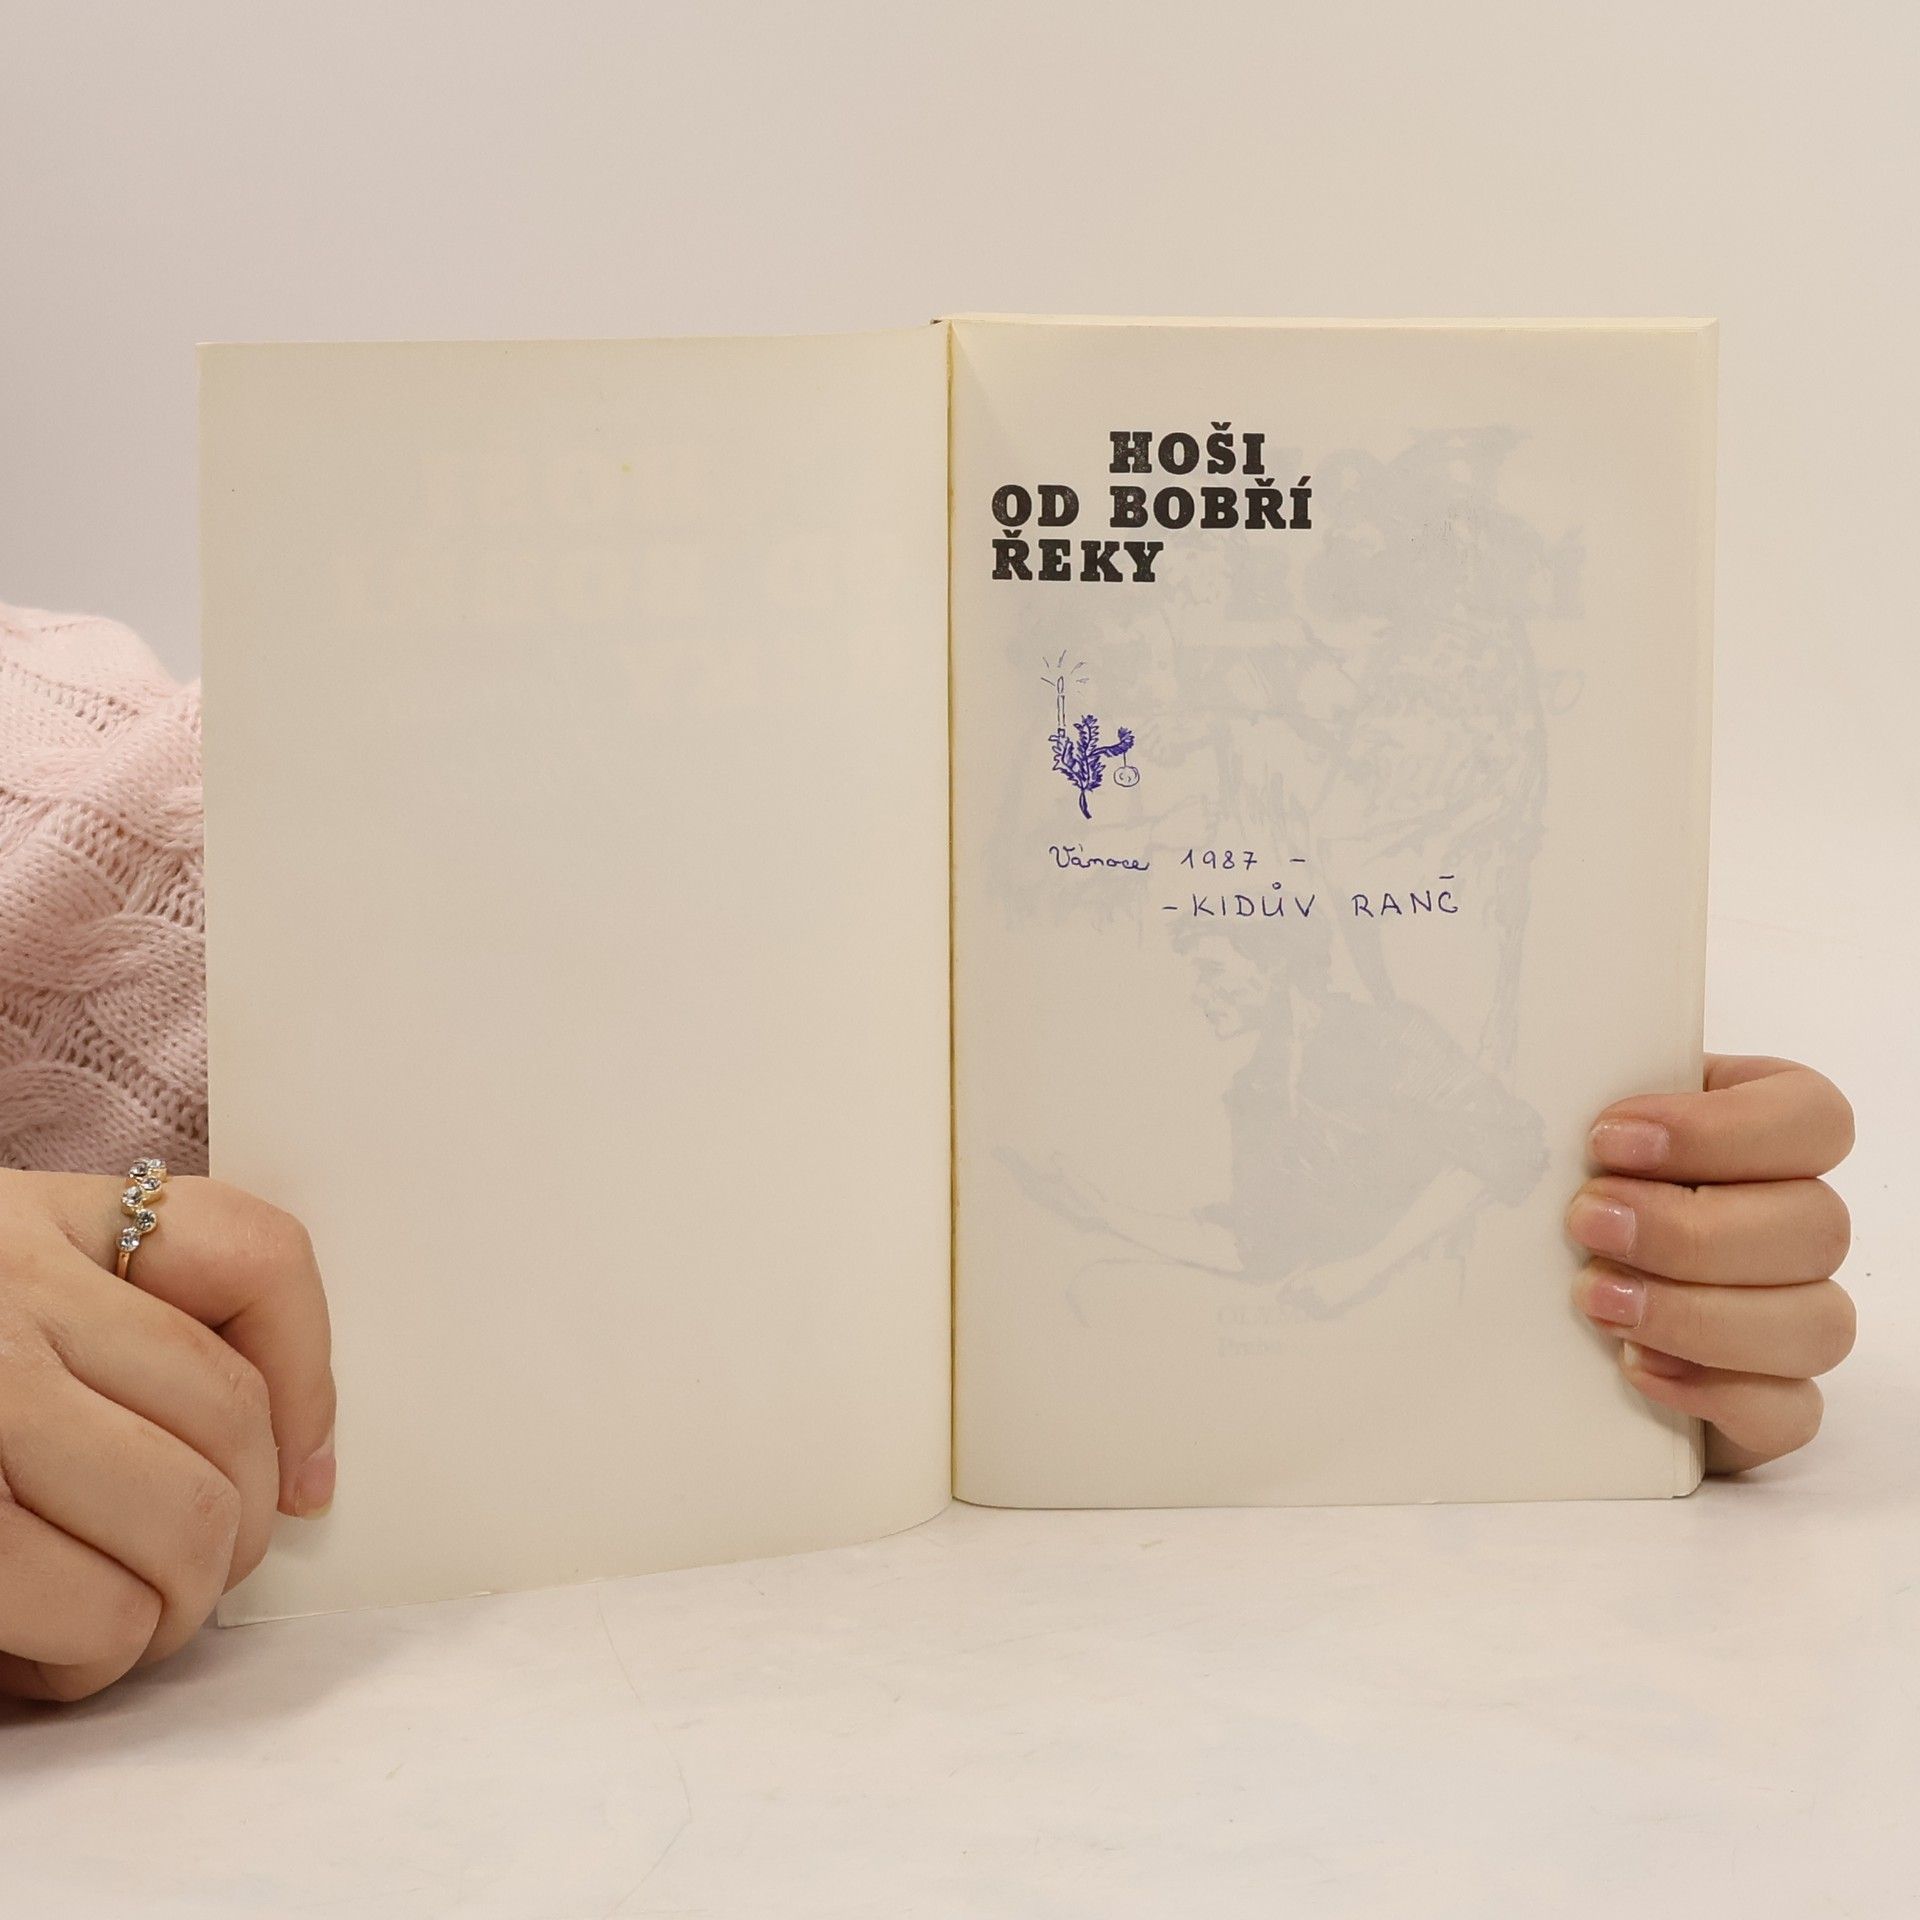 HOŠI
OD BOBŘÍ
ŘEKY
Vánoce 1987 -
- KIDŮV RANČ